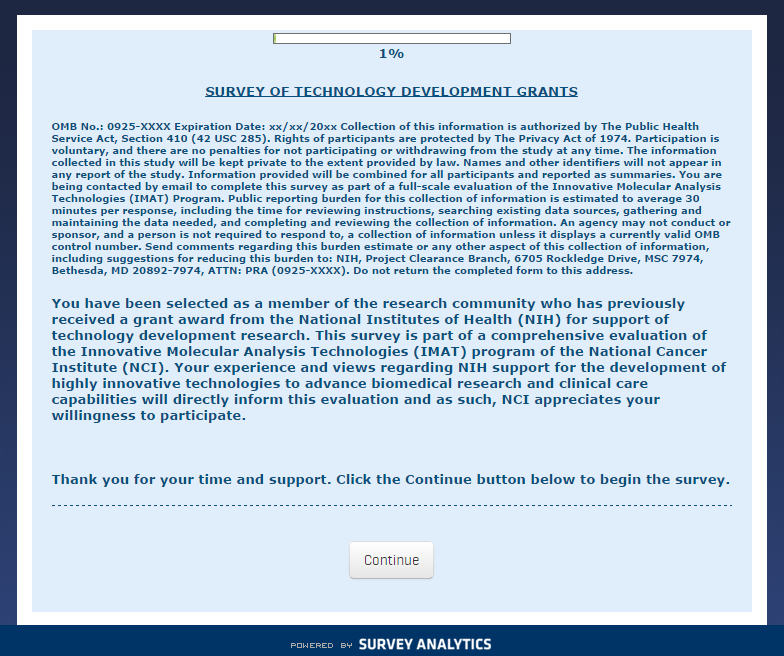 1%
SURVEY OF TECHNOLOGY DEVELOPMENT GRANTS
OMB No.: 0925-XXXX Expiration Date: xx/xx/20xx Collection of this information is authorized by The Public Health
Service Act, Section 410 (42 USC 285). Rights of participants are protected by The Privacy Act of 1974. Participation is
voluntary, and there are no penalties for not participating or withdrawing from the study at any time. The information
collected in this study will be kept private to the extent provided by law. Names and other identifiers will not appear in
any report of the study. Information provided will be combined for all participants and reported as summaries. You are
being contacted by email to complete this survey as part of a full-scale evaluation of the Innovative Molecular Analysis
Technologies (IMAT) Program. Public reporting burden for this collection of information is estimated to average 30
minutes per response, including the time for reviewing instructions, searching existing data sources, gathering and
maintaining the data needed, and completing and reviewing the collection of information. An agency may not conduct or
sponsor, and a person is not required to respond to, a collection of information unless it displays a currently valid OMB
control number. Send comments regarding this burden estimate or any other aspect of this collection of information,
including suggestions for reducing this burden to: NIH, Project Clearance Branch, 6705 Rockledge Drive, MSC 7974,
Bethesda, MD 20892-7974, ATTN: PRA (0925-XXXX). Do not return the completed form to this address.
You have been selected as a member of the research community who has previously
received a grant award from the National Institutes of Health (NIH) for support of
technology development research. This survey is part of a comprehensive evaluation of
the Innovative Molecular Analysis Technologies (IMAT) program of the National Cancer
Institute (NCI). Your experience and views regarding NIH support for the development of
highly innovative technologies to advance biomedical research and clinical care
capabilities will directly inform this evaluation and as such, NCI appreciates your
willingness to participate.
Thank you for your time and support. Click the Continue button below to begin the survey.
Continue
POWERED BY SURVEY ANALYTICS